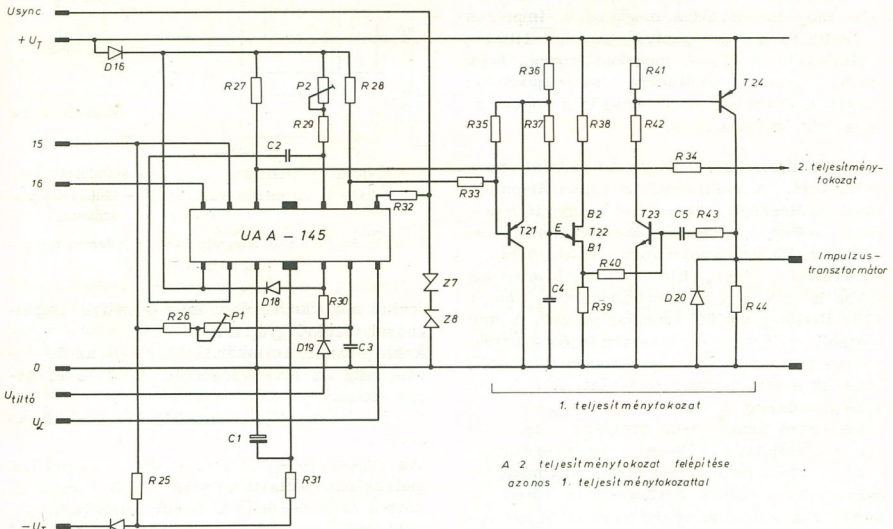 Usync.
+U_T
D16
R27
P2
R28
R29
C2
15
16
R32
R33
UAA-145
D18
R30
R26
P1
D19
C3
Z7
Z8
0
Utiltó
U_Σ
C1
R25
R31
-U_T
R36
R41
T24
R35
R37
R38
R42
R34
2. teljesítmény-
fokozat
T21
E
B2
T22
B1
T23
C5
R43
R40
C4
R39
D20
R44
Impulzus-
transzformátor
1. teljesítményfokozat
A 2. teljesítményfokozat felépítése
azonos 1. teljesítményfokozattal